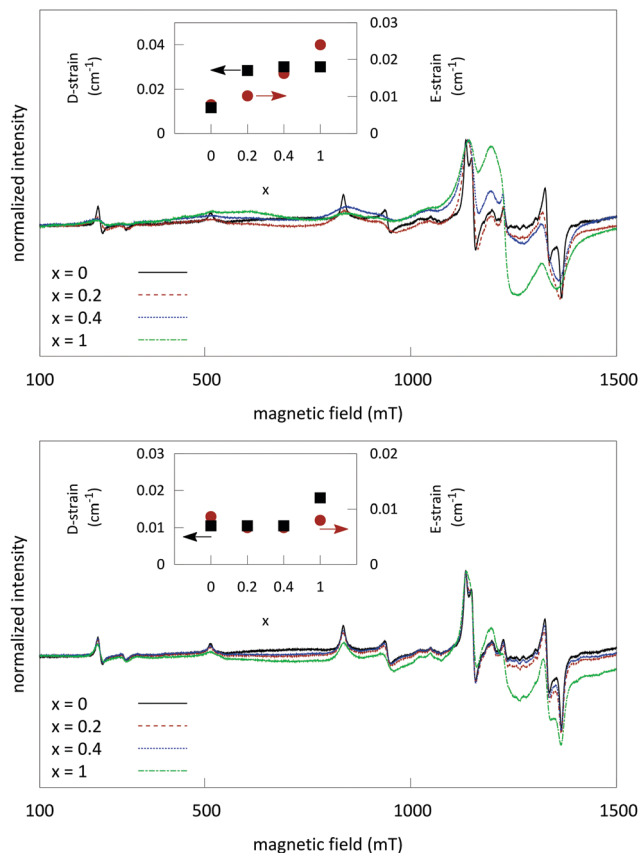 D-strain
(cm-1)
0.04
0.02
0
0.03
0.02
0.01
0
E-strain
(cm-1)
0 0.2 0.4 1
x
normalized intensity
x = 0
x = 0.2
x = 0.4
x = 1
100 500 1000 1500
magnetic field (mT)
D-strain
(cm-1)
0.03
0.02
0.01
0
0.02
0.01
0
E-strain
(cm-1)
0 0.2 0.4 1
x
normalized intensity
x = 0
x = 0.2
x = 0.4
x = 1
100 500 1000 1500
magnetic field (mT)